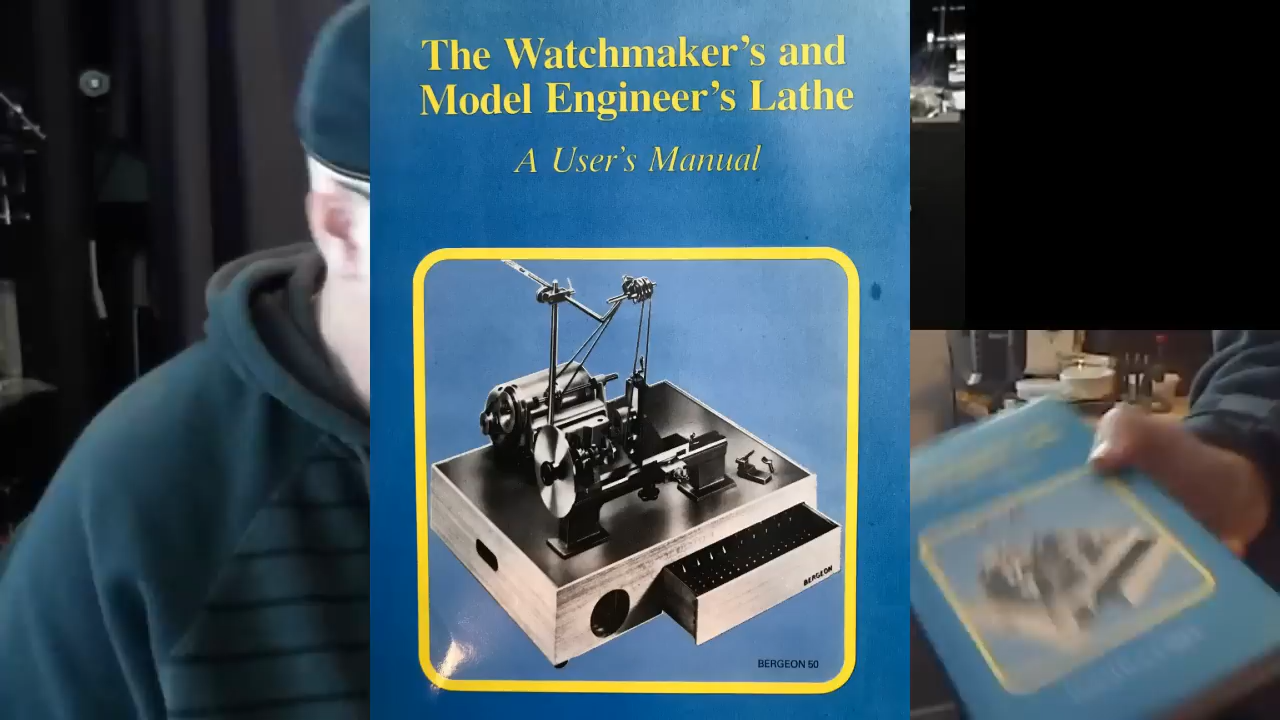 The Watchmaker's and
Model Engineer's Lathe
A User's Manual
BERGEON
BERGEON 50